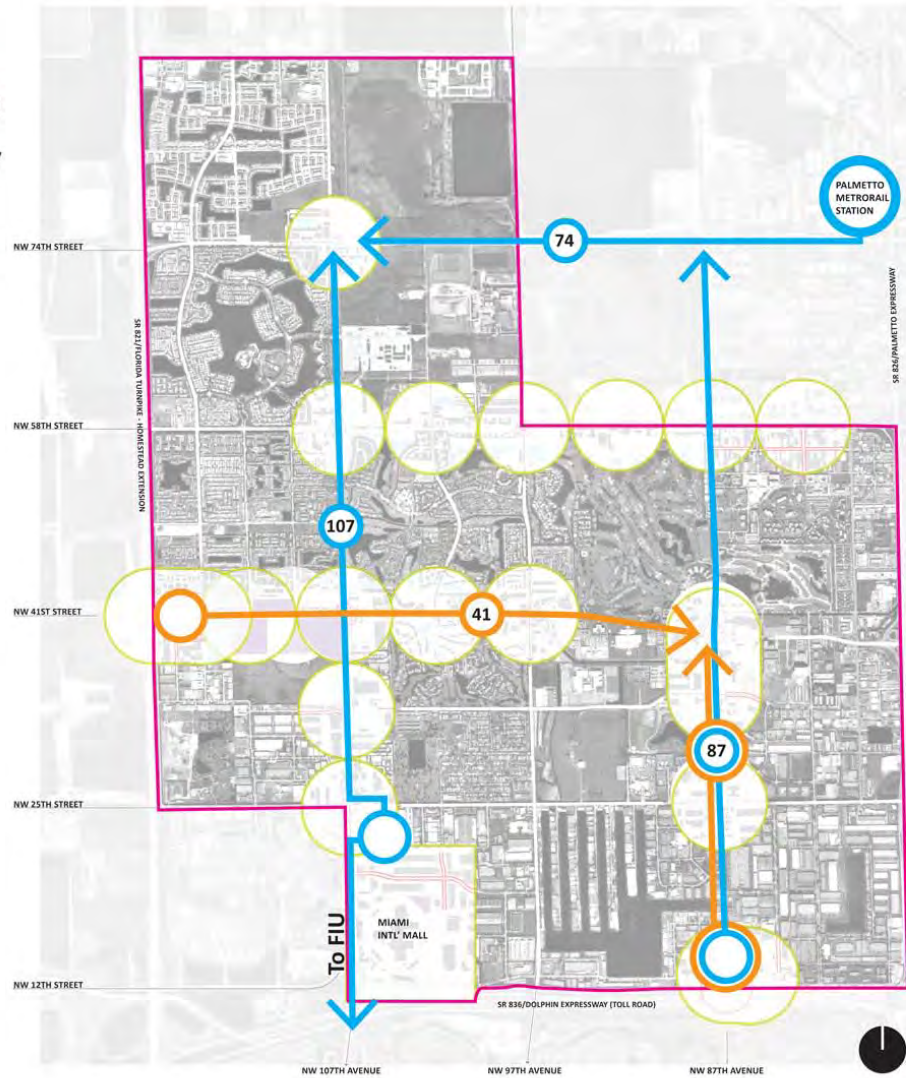 PALMETTO
METRORAIL
STATION
NW 74TH STREET
74
SR 821/FLORIDA TURNPIKE - HOMESTEAD EXTENSION
SR 826/PALMETTO EXPRESSWAY
NW 58TH STREET
107
NW 41ST STREET
41
87
NW 25TH STREET
To FIU
MIAMI
INTL' MALL
NW 12TH STREET
SR 836/DOLPHIN EXPRESSWAY (TOLL ROAD)
NW 107TH AVENUE
NW 97TH AVENUE
NW 87TH AVENUE